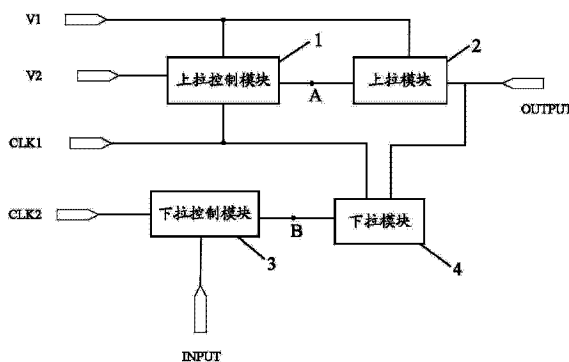 V1
1
2
V2
上拉控制模块
上拉模块
A
OUTPUT
CLK1
CLK2
下拉控制模块
下拉模块
B
3
4
INPUT